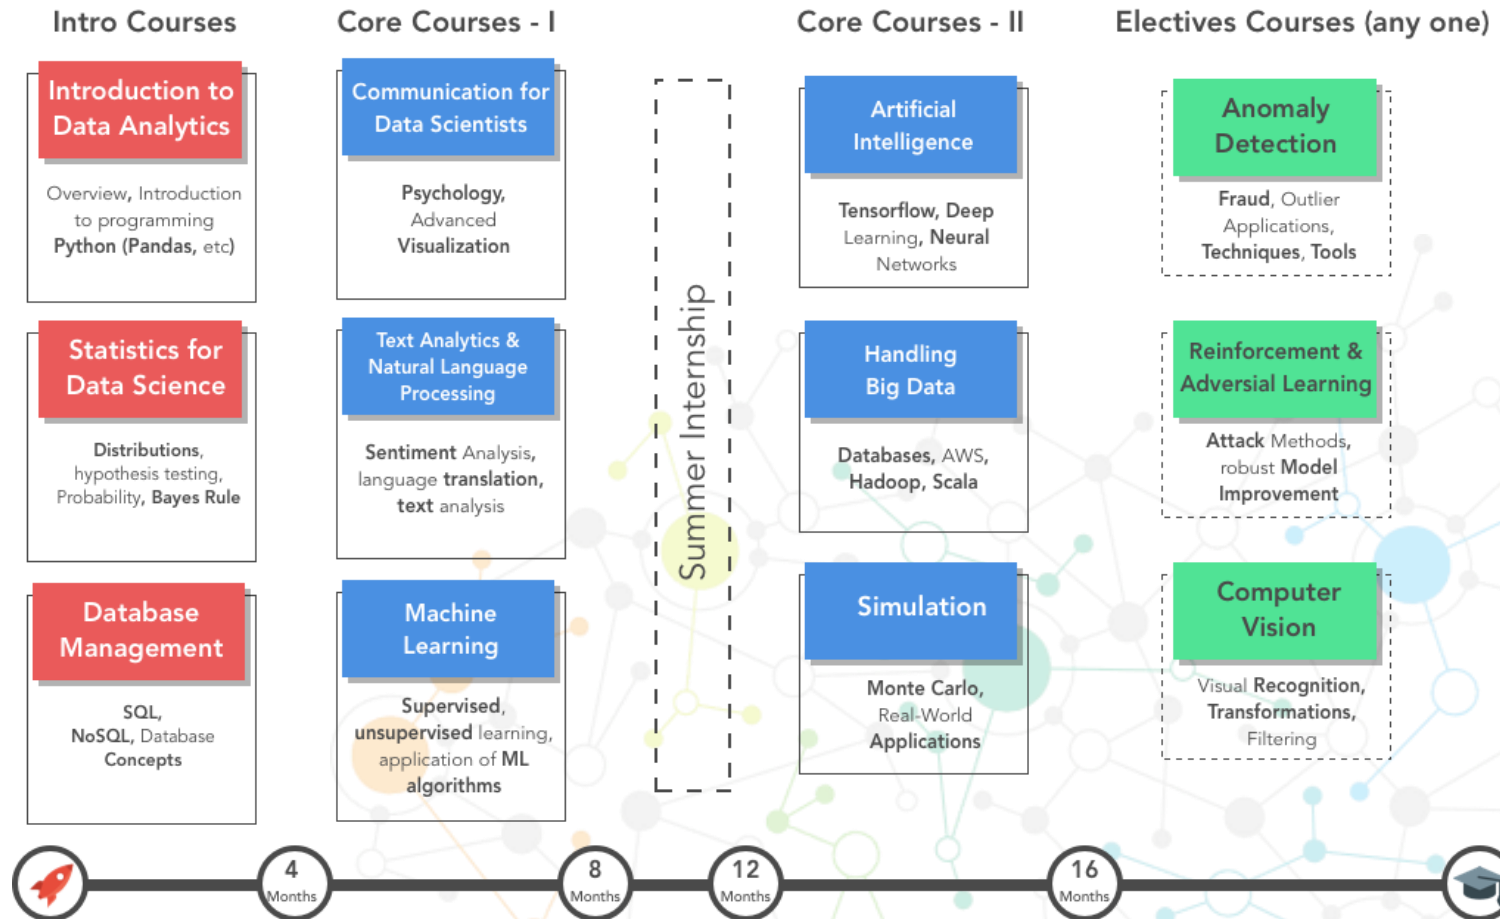 Intro Courses
Introduction to
Data Analytics
Overview, Introduction
to programming
Python (Pandas, etc)
Statistics for
Data Science
Distributions,
hypothesis testing,
Probability, Bayes Rule
Database
Management
SQL,
NoSQL, Database
Concepts
Core Courses - I
Communication for
Data Scientists
Psychology,
Advanced
Visualization
Text Analytics &
Natural Language
Processing
Sentiment Analysis,
language translation,
text analysis
Machine
Learning
Supervised,
unsupervised learning,
application of ML
algorithms
Summer Internship
Core Courses - II
Artificial
Intelligence
Tensorflow, Deep
Learning, Neural
Networks
Handling
Big Data
Databases, AWS,
Hadoop, Scala
Simulation
Monte Carlo,
Real-World
Applications
Electives Courses (any one)
Anomaly
Detection
Fraud, Outlier
Applications,
Techniques, Tools
Reinforcement &
Adversial Learning
Attack Methods,
robust Model
Improvement
Computer
Vision
Visual Recognition,
Transformations,
Filtering
4
Months
8
Months
12
Months
16
Months